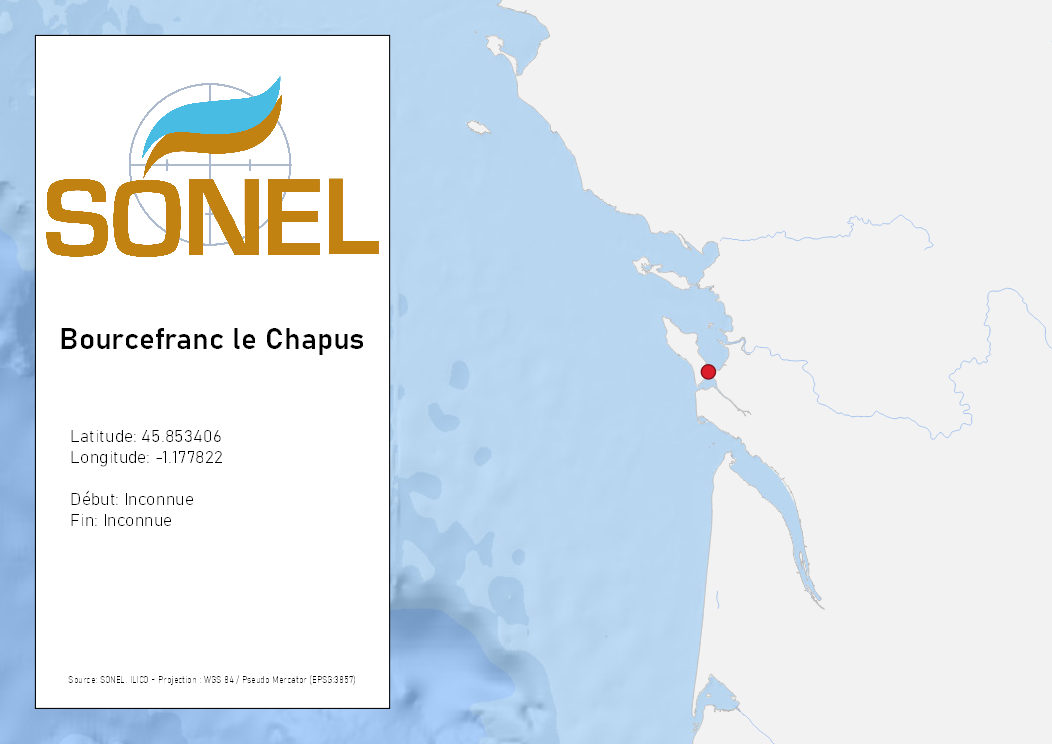 SONEL
Bourcefranc le Chapus
Latitude: 45.853406
Longitude: -1.177822
Début: Inconnue
Fin: Inconnue
Source: SONEL, ILICO - Projection : WGS 84 / Pseudo Mercator (EPSG:3857)